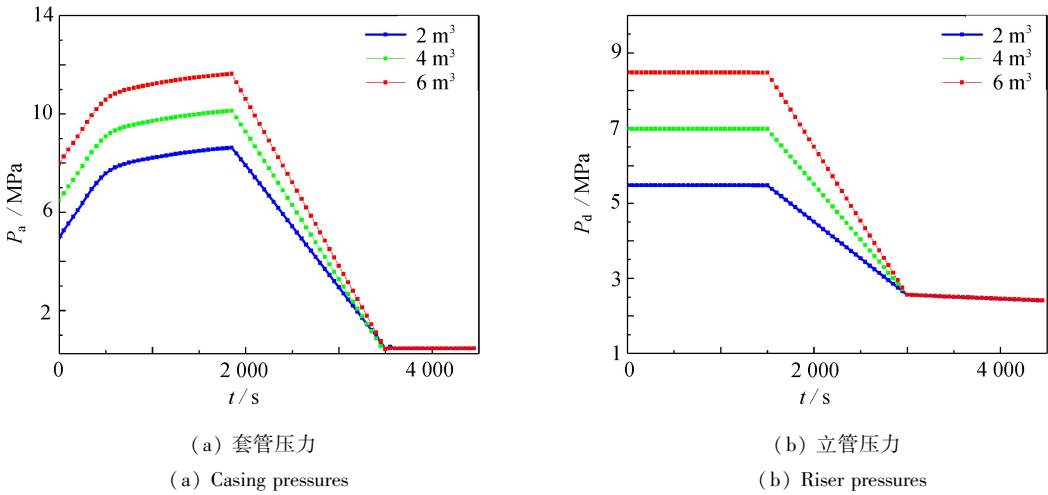 14
10
6
2
P_a / MPa
2 m³
4 m³
6 m³
0
2 000
4 000
t / s
(a) 套管压力
(a) Casing pressures
9
7
5
3
1
P_d / MPa
2 m³
4 m³
6 m³
0
2 000
4 000
t / s
(b) 立管压力
(b) Riser pressures